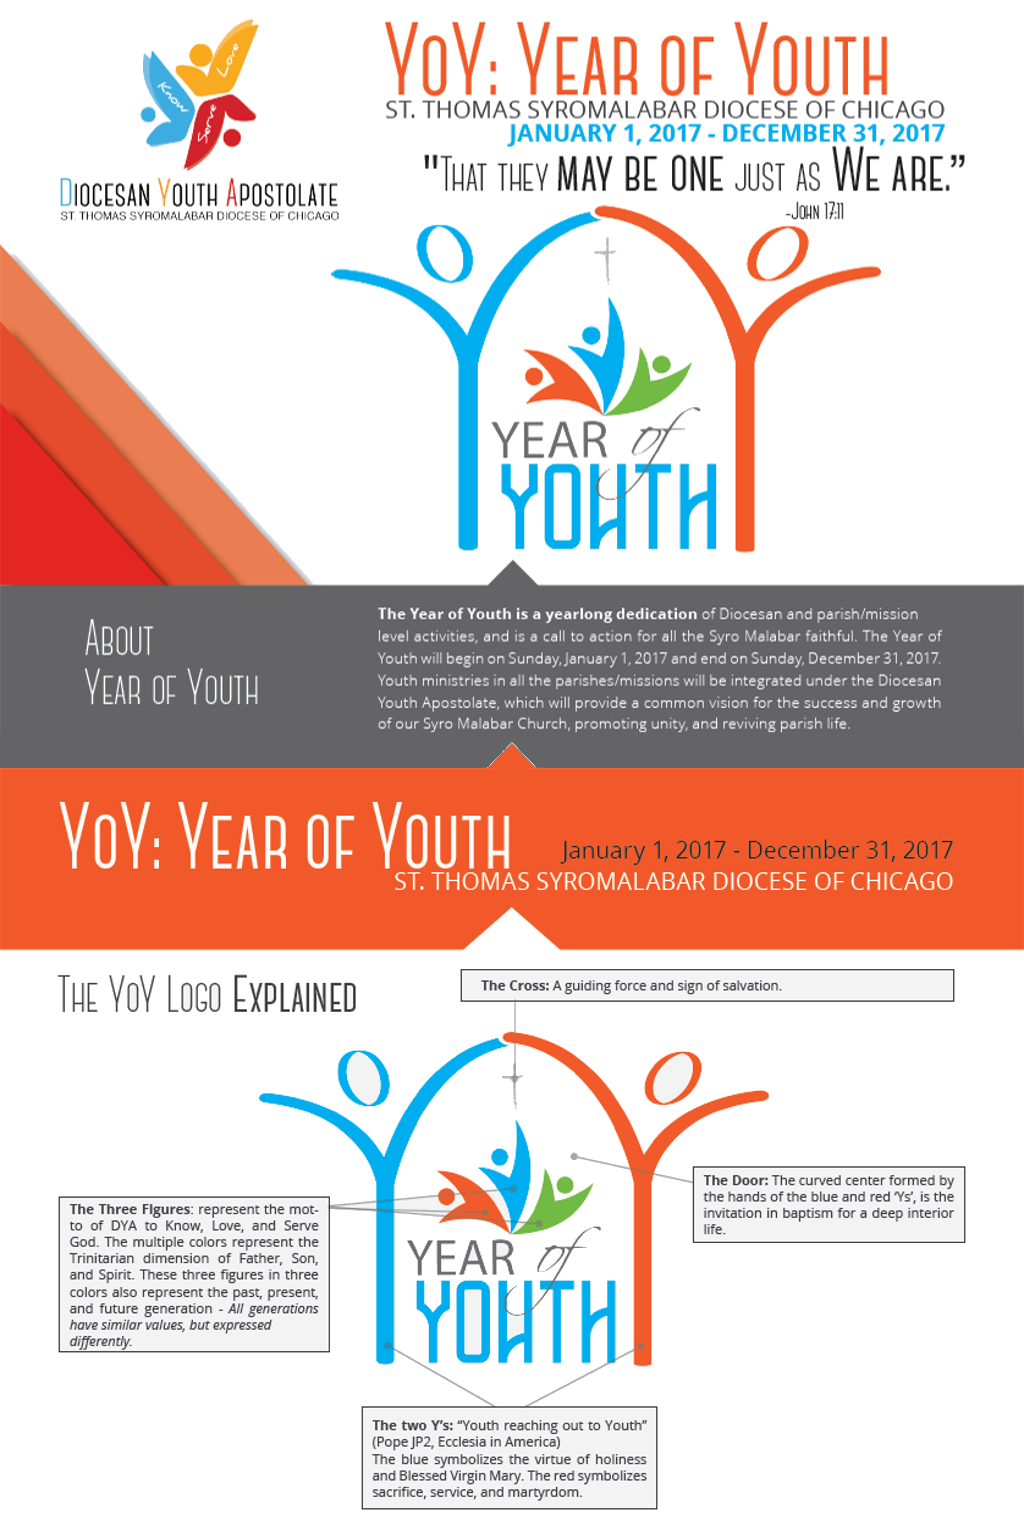 Know
Love
Serve
DIOCESAN YOUTH APOSTOLATE
ST. THOMAS SYROMALABAR DIOCESE OF CHICAGO
YOY: YEAR OF YOUTH
ST. THOMAS SYROMALABAR DIOCESE OF CHICAGO
JANUARY 1, 2017 - DECEMBER 31, 2017
"THAT THEY MAY BE ONE JUST AS WE ARE.”
-JOHN 17:11
YEAR of
YOUTH
ABOUT
YEAR OF YOUTH
The Year of Youth is a yearlong dedication of Diocesan and parish/mission
level activities, and is a call to action for all the Syro Malabar faithful. The Year of
Youth will begin on Sunday, January 1, 2017 and end on Sunday, December 31, 2017.
Youth ministries in all the parishes/missions will be integrated under the Diocesan
Youth Apostolate, which will provide a common vision for the success and growth
of our Syro Malabar Church, promoting unity, and reviving parish life.
YOY: YEAR OF YOUTH
January 1, 2017 - December 31, 2017
ST. THOMAS SYROMALABAR DIOCESE OF CHICAGO
THE YOY LOGO EXPLAINED
The Cross: A guiding force and sign of salvation.
The Door: The curved center formed by
the hands of the blue and red ‘Ys’, is the
invitation in baptism for a deep interior
life.
The Three FIgures: represent the mot-
to of DYA to Know, Love, and Serve
God. The multiple colors represent the
Trinitarian dimension of Father, Son,
and Spirit. These three figures in three
colors also represent the past, present,
and future generation - All generations
have similar values, but expressed
differently.
YEAR of
YOUTH
The two Y’s: “Youth reaching out to Youth”
(Pope JP2, Ecclesia in America)
The blue symbolizes the virtue of holiness
and Blessed Virgin Mary. The red symbolizes
sacrifice, service, and martyrdom.